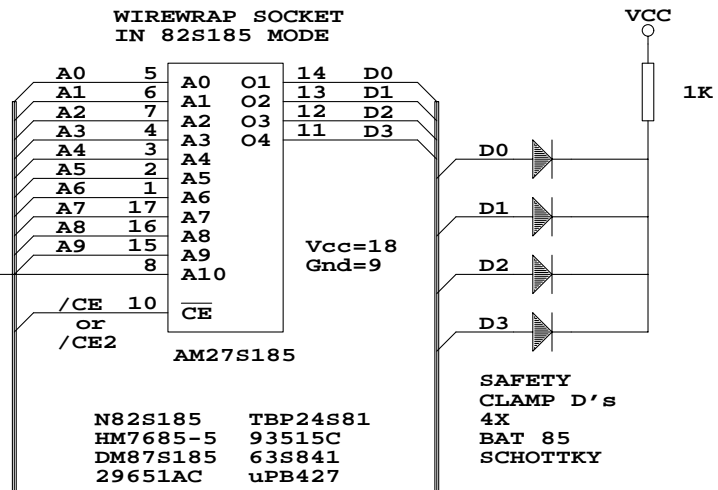 WIREWRAP SOCKET
IN 82S185 MODE
VCC
1K
A0 5 A0 O1 14 D0
A1 6 A1 O2 13 D1
A2 7 A2 O3 12 D2
A3 4 A3 O4 11 D3
A4 3 A4
A5 2 A5
A6 1 A6
A7 17 A7
A8 16 A8
A9 15 A9
8 A10
Vcc=18
Gnd=9
/CE 10 CE
or
/CE2
AM27S185
D0
D1
D2
D3
SAFETY
CLAMP D's
4X
BAT 85
SCHOTTKY
N82S185 TBP24S81
HM7685-5 93515C
DM87S185 63S841
29651AC uPB427